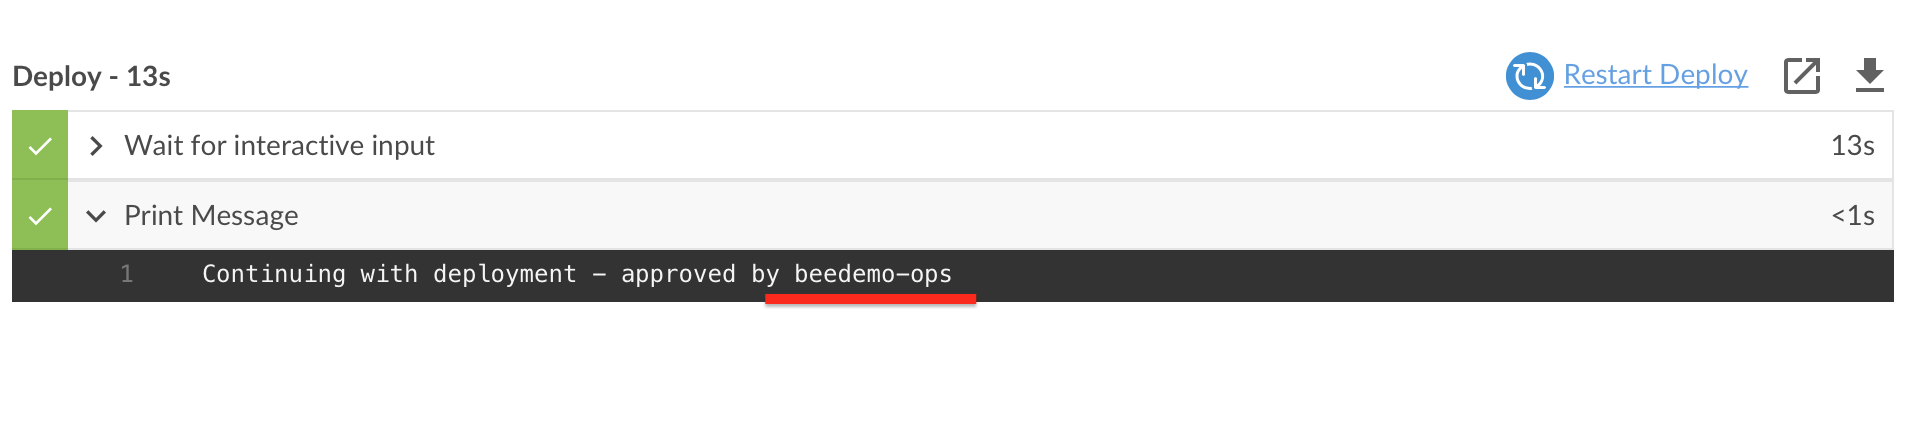 Deploy - 13s Restart Deploy
Wait for interactive input 13s
Print Message <1s
1 Continuing with deployment - approved by beedemo-ops